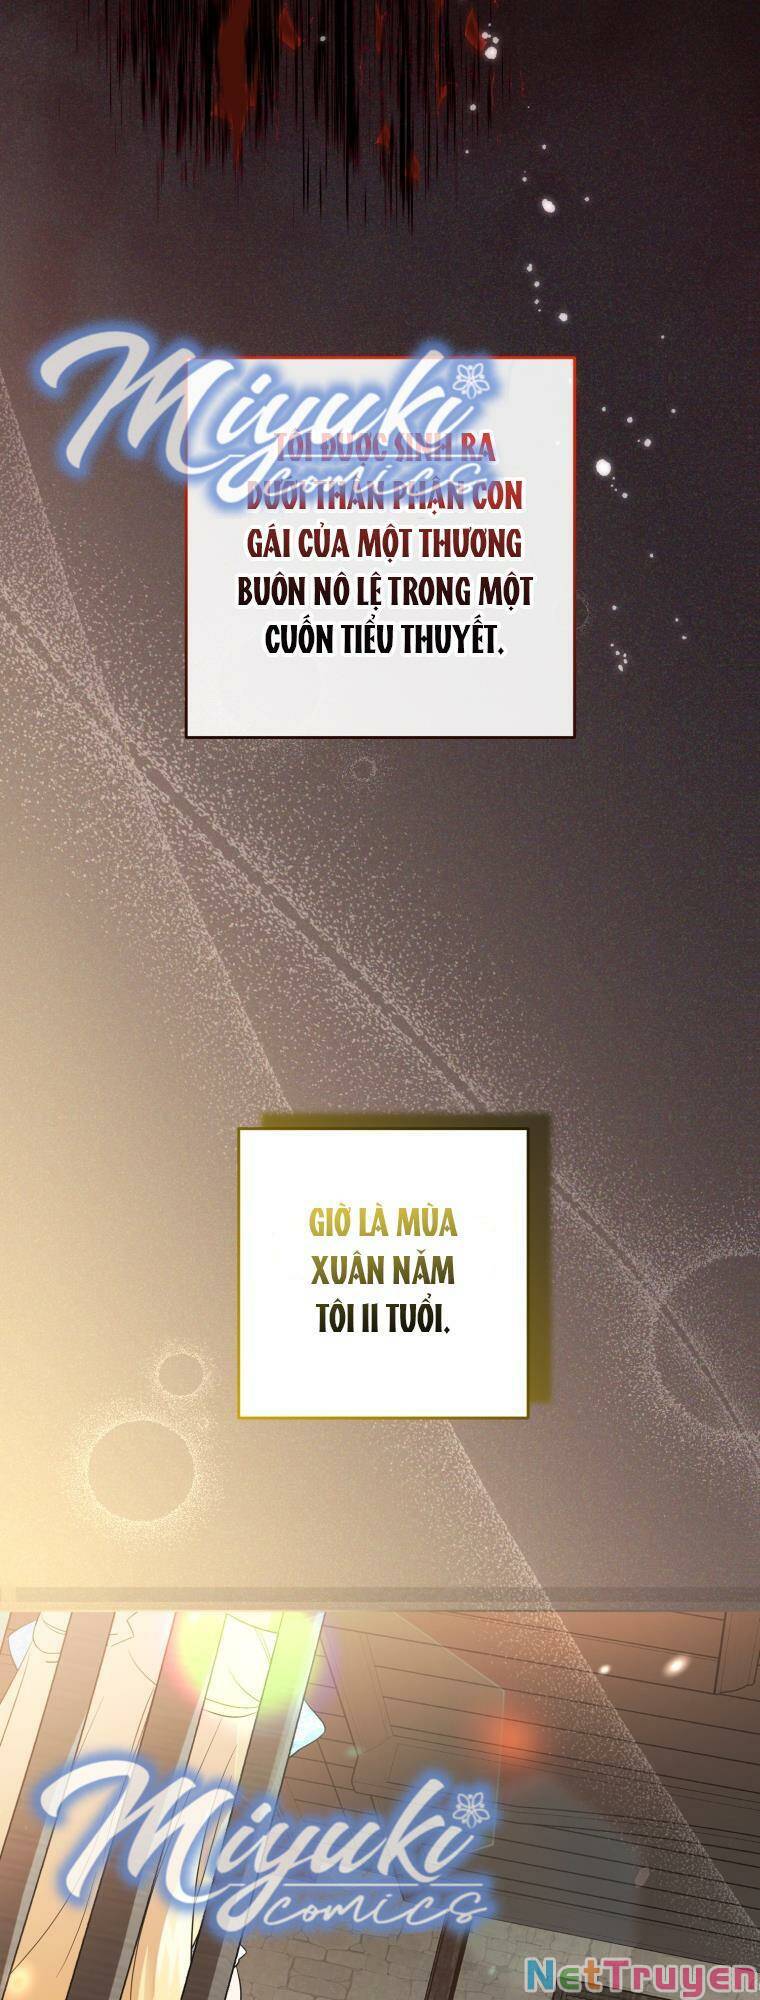 Miyuki
comics
TÔI ĐƯỢC SINH RA
DƯỚI THÂN PHẬN CON
GÁI CỦA MỘT THƯƠNG
BUÔN NÔ LỆ TRONG MỘT
CUỐN TIỂU THUYẾT.
GIỜ LÀ MÙA
XUÂN NĂM
TÔI 11 TUỔI.
Miyuki
comics
NetTruyen